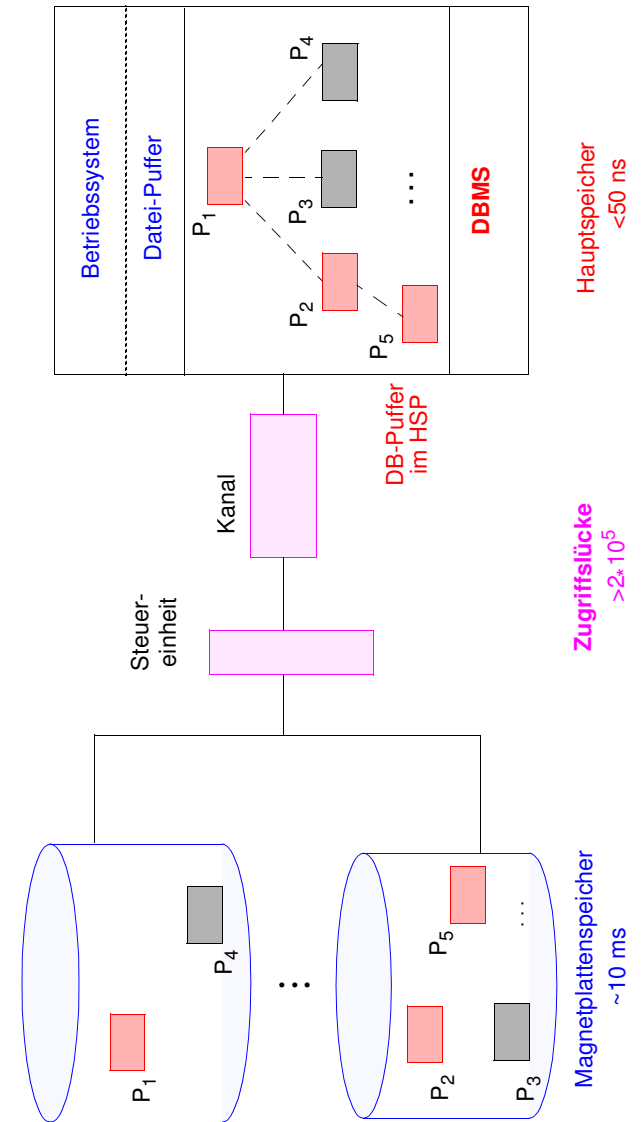 Betriebssystem
Datei-Puffer
P1
P4
P3
P2
P5
...
DBMS
Hauptspeicher
<50 ns
Kanal
DB-Puffer
im HSP
Steuer-
einheit
Zugriffslücke
>2*10^5
P1
P4
...
P2
P5
P3
...
Magnetplattenspeicher
~10 ms